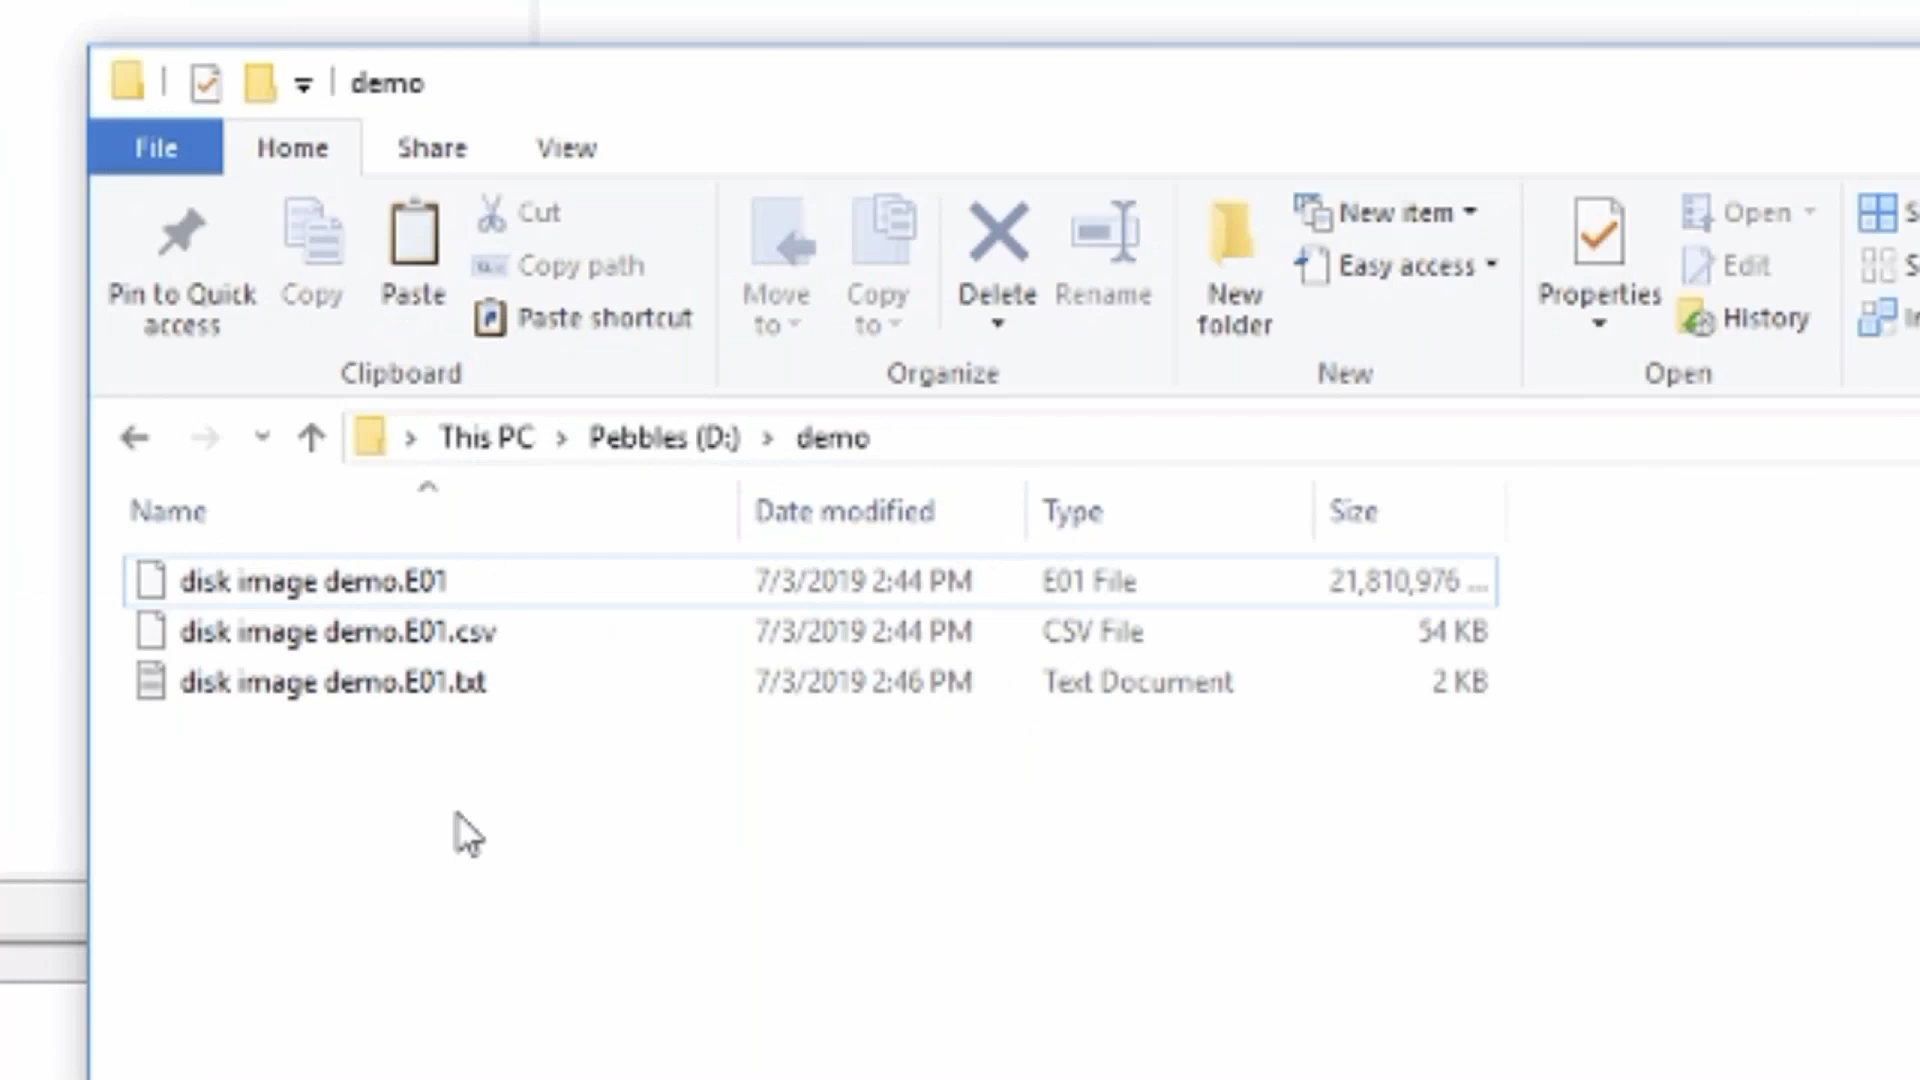 demo
File Home Share View
Pin to Quick access
Copy
Paste
Cut
Copy path
Paste shortcut
Clipboard
Move to
Copy to
Delete
Rename
Organize
New folder
New item
Easy access
New
Properties
Open
Edit
History
Open
This PC > Pebbles (D:) > demo
Name Date modified Type Size
disk image demo.E01 7/3/2019 2:44 PM E01 File 21,810,976 ...
disk image demo.E01.csv 7/3/2019 2:44 PM CSV File 54 KB
disk image demo.E01.txt 7/3/2019 2:46 PM Text Document 2 KB